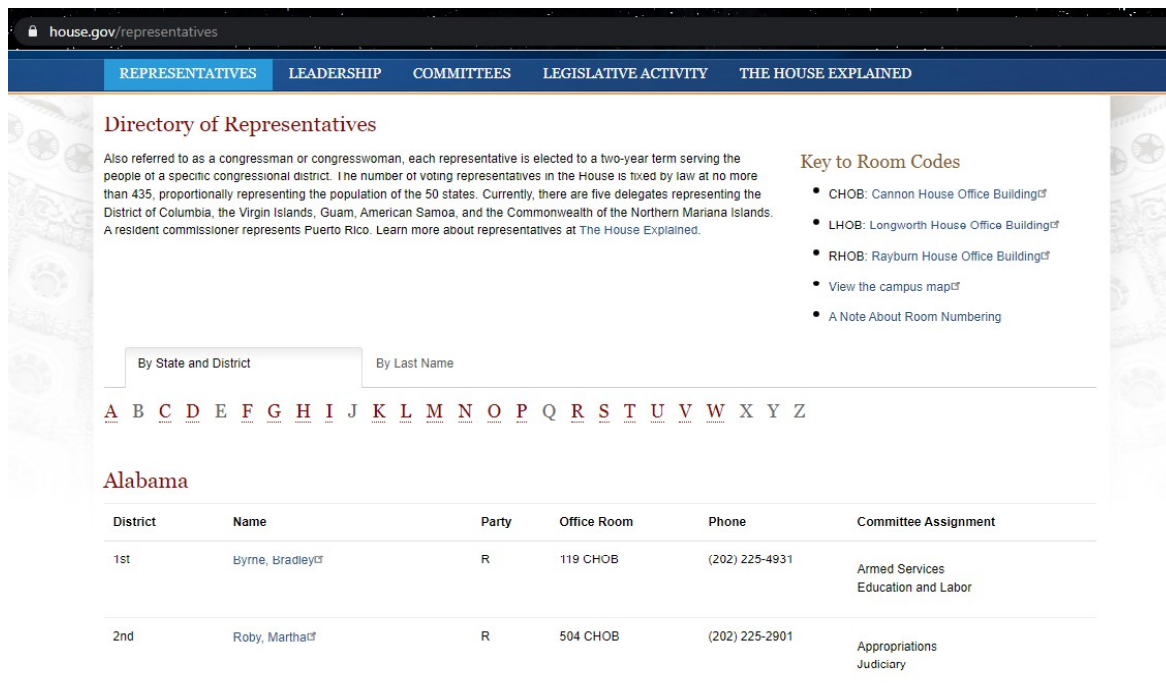 house.gov/representatives
REPRESENTATIVES LEADERSHIP COMMITTEES LEGISLATIVE ACTIVITY THE HOUSE EXPLAINED
Directory of Representatives
Also referred to as a congressman or congresswoman, each representative is elected to a two-year term serving the
people of a specific congressional district. The number of voting representatives in the House is fixed by law at no more
than 435, proportionally representing the population of the 50 states. Currently, there are five delegates representing the
District of Columbia, the Virgin Islands, Guam, American Samoa, and the Commonwealth of the Northern Mariana Islands.
A resident commissioner represents Puerto Rico. Learn more about representatives at The House Explained.
Key to Room Codes
• CHOB: Cannon House Office Building
• LHOB: Longworth House Office Building
• RHOB: Rayburn House Office Building
• View the campus map
• A Note About Room Numbering
By State and District By Last Name
A B C D E F G H I J K L M N O P Q R S T U V W X Y Z
Alabama
District Name Party Office Room Phone Committee Assignment
1st Byrne, Bradley R 119 CHOB (202) 225-4931
Armed Services
Education and Labor
2nd Roby, Martha R 504 CHOB (202) 225-2901
Appropriations
Judiciary